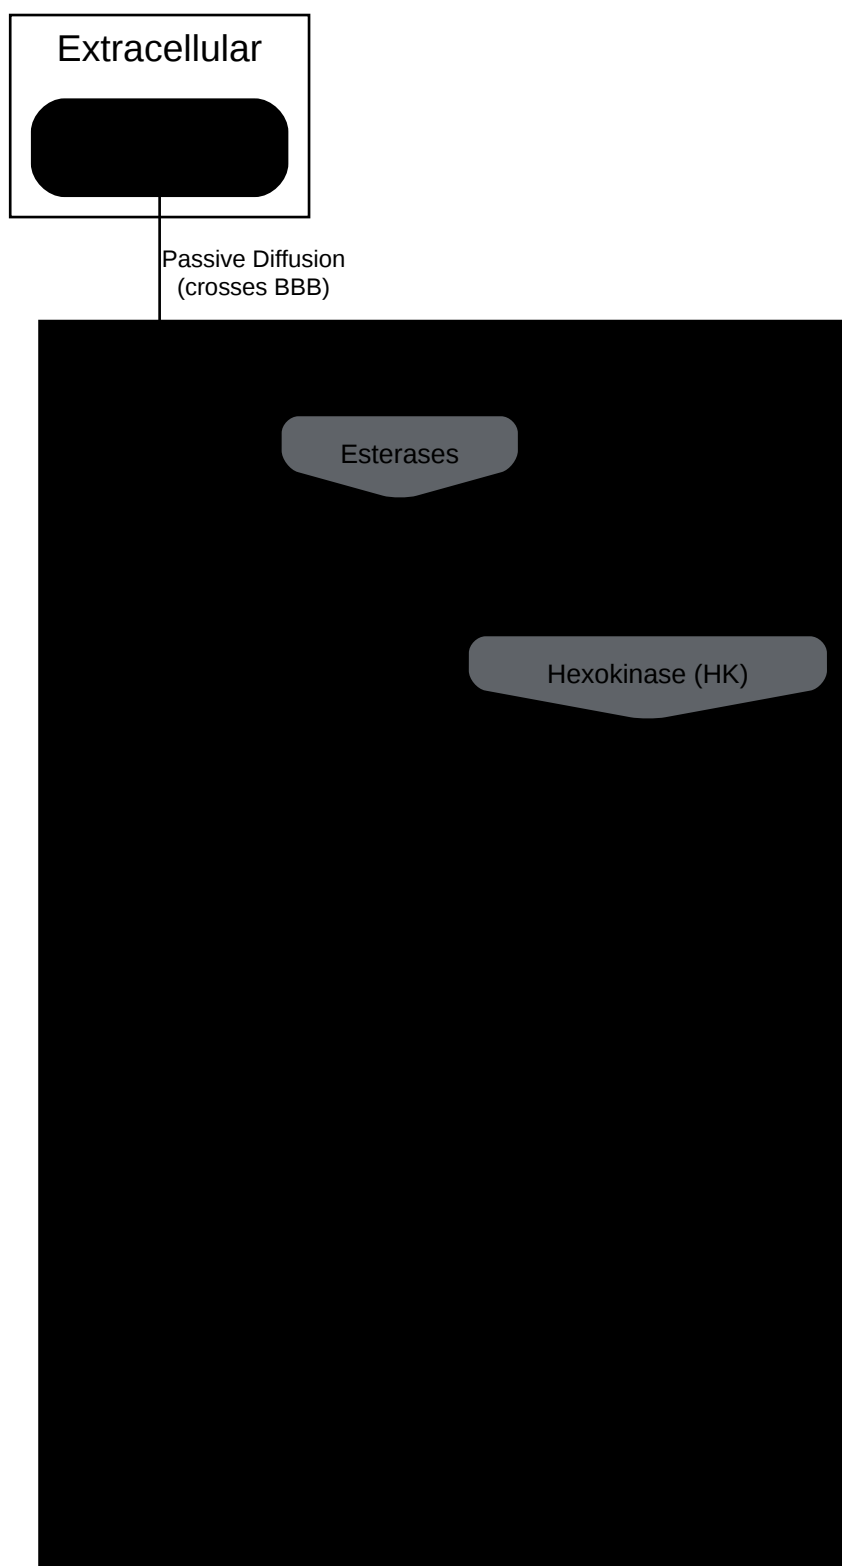 Extracellular
Passive Diffusion
(crosses BBB)
Esterases
Hexokinase (HK)